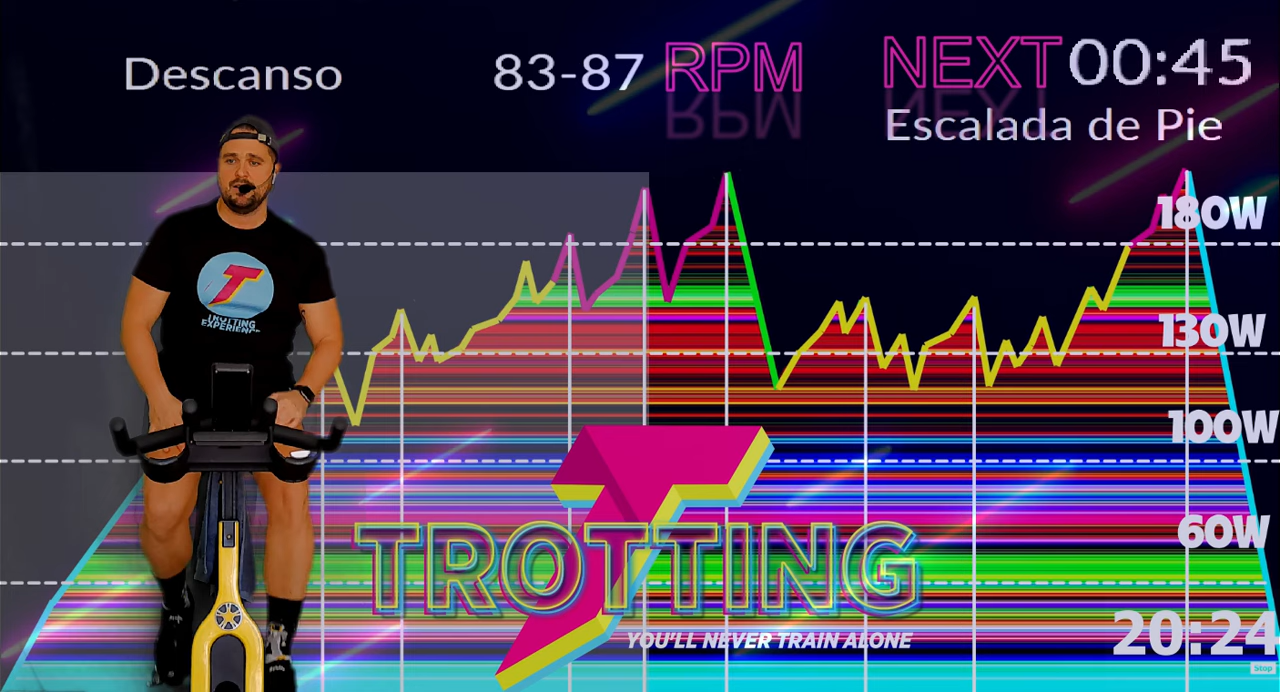 Descanso
83-87 RPM
NEXT 00:45
Escalada de Pie
180W
130W
100W
60W
T
TROTTING
EXPERIENCE
TROTTING
YOU'LL NEVER TRAIN ALONE
20:24
Stop